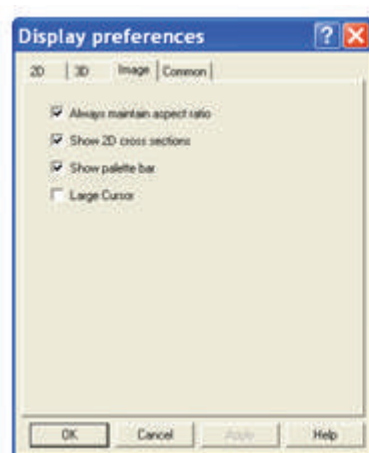 Display preferences
2D 3D Image Common
Always maintain aspect ratio
Show 2D cross sections
Show palette bar
Large Cursor
OK Cancel Apply Help